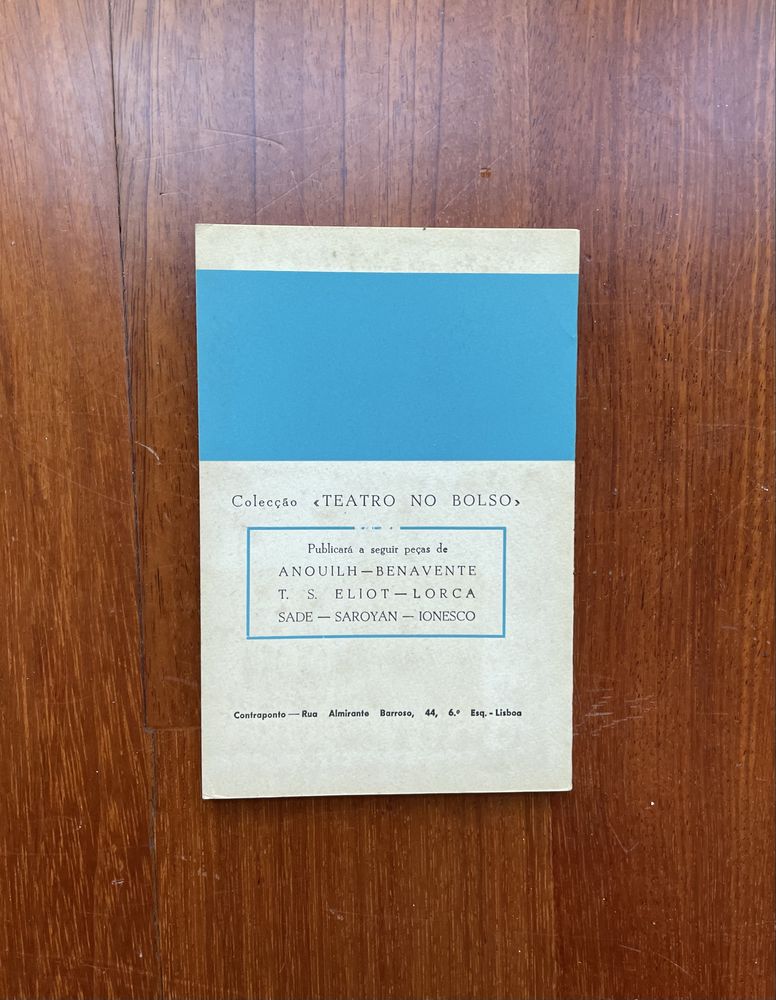 Colecção «TEATRO NO BOLSO»
Publicará a seguir peças de
ANOUILH—BENAVENTE
T. S. ELIOT—LORCA
SADE — SAROYAN — IONESCO
Contraponto — Rua Almirante Barroso, 44, 6.º Esq. - Lisboa